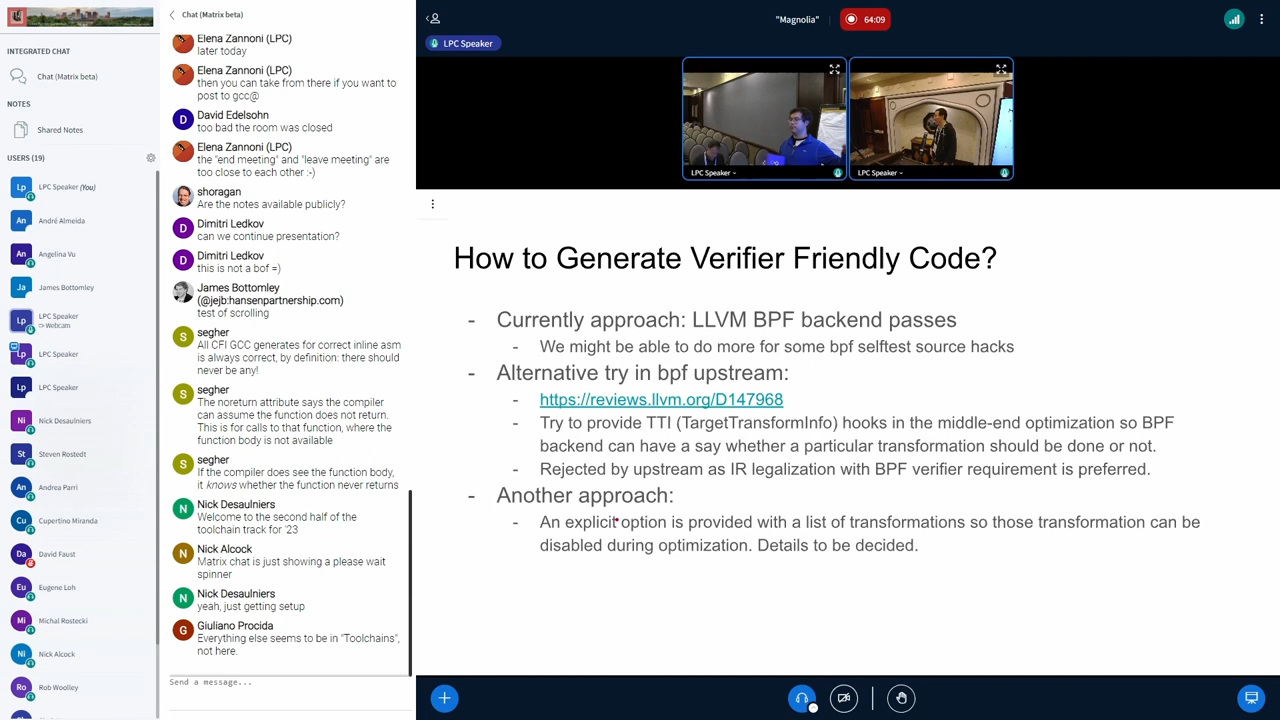 INTEGRATED CHAT
Chat (Matrix beta)
NOTES
Shared Notes
USERS (19)
Lp
LPC Speaker (You)
An
André Almeida
An
Angelina Vu
Ja
James Bottomley
Lp
LPC Speaker
=> Webcam
Lp
LPC Speaker
Lp
LPC Speaker
Ni
Nick Desaulniers
St
Steven Rostedt
An
Andrea Parri
Cu
Cupertino Miranda
Da
David Faust
Eu
Eugene Loh
Mi
Michal Rostecki
Ni
Nick Alcock
Ro
Rob Woolley
Chat (Matrix beta)
Elena Zannoni (LPC)
later today
Elena Zannoni (LPC)
then you can take from there if you want to
post to gcc@
D
David Edelsohn
too bad the room was closed
Elena Zannoni (LPC)
the "end meeting" and "leave meeting" are
too close to each other :-)
shoragan
Are the notes available publicly?
D
Dimitri Ledkov
can we continue presentation?
D
Dimitri Ledkov
this is not a bof =)
James Bottomley
(@jejb:hansenpartnership.com)
test of scrolling
S
segher
All CFI GCC generates for correct inline asm
is always correct, by definition: there should
never be any!
S
segher
The noreturn attribute says the compiler
can assume the function does not return.
This is for calls to that function, where the
function body is not available
S
segher
If the compiler does see the function body,
it knows whether the function never returns
N
Nick Desaulniers
Welcome to the second half of the
toolchain track for '23
N
Nick Alcock
Matrix chat is just showing a please wait
spinner
N
Nick Desaulniers
yeah, just getting setup
G
Giuliano Procida
Everything else seems to be in "Toolchains",
not here.
Send a message...
"Magnolia"
64:09
LPC Speaker
LPC Speaker
LPC Speaker
How to Generate Verifier Friendly Code?
- Currently approach: LLVM BPF backend passes
- We might be able to do more for some bpf selftest source hacks
- Alternative try in bpf upstream:
- https://reviews.llvm.org/D147968
- Try to provide TTI (TargetTransformInfo) hooks in the middle-end optimization so BPF
backend can have a say whether a particular transformation should be done or not.
- Rejected by upstream as IR legalization with BPF verifier requirement is preferred.
- Another approach:
- An explicit option is provided with a list of transformations so those transformation can be
disabled during optimization. Details to be decided.